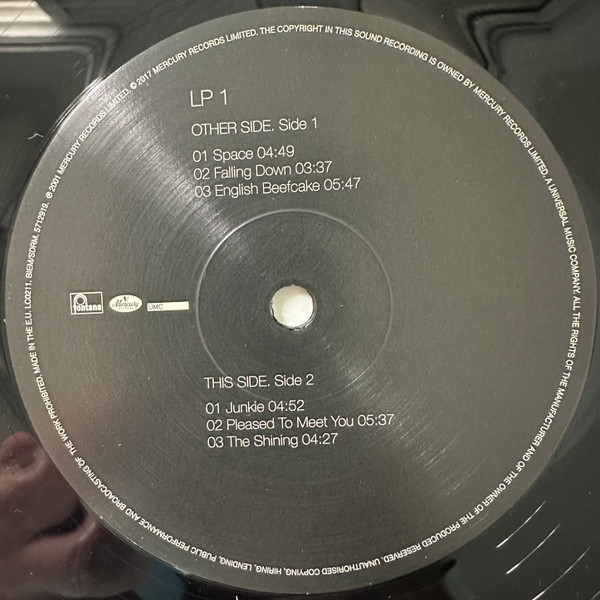 LP 1
OTHER SIDE. Side 1
01 Space 04:49
02 Falling Down 03:37
03 English Beefcake 05:47
fontana
Mercury
UMC
THIS SIDE. Side 2
01 Junkie 04:52
02 Pleased To Meet You 05:37
03 The Shining 04:27
℗ 2001 MERCURY RECORDS LIMITED. © 2017 MERCURY RECORDS LIMITED. THE COPYRIGHT IN THIS SOUND RECORDING IS OWNED BY MERCURY RECORDS LIMITED, A UNIVERSAL MUSIC COMPANY. ALL THE RIGHTS OF THE MANUFACTURER AND OF THE OWNER OF THE PRODUCED RESERVED. UNAUTHORISED COPYING, HIRING, LENDING, PUBLIC PERFORMANCE AND BROADCASTING OF THE WORK PROHIBITED. MADE IN THE E.U. LC0211. BIEM/SDRM. 5712919.